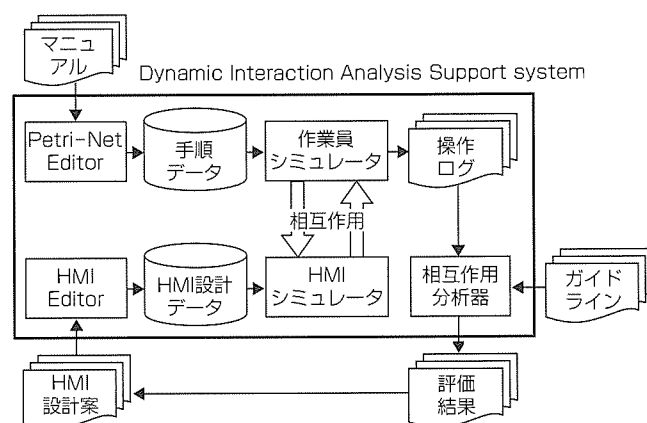 マニュ
アル
Dynamic Interaction Analysis Support system
Petri-Net
Editor
手順
データ
作業員
シミュレータ
操作
ログ
相互作用
HMI
Editor
HMI設計
データ
HMI
シミュレータ
相互作用
分析器
ガイド
ライン
HMI
設計案
評価
結果